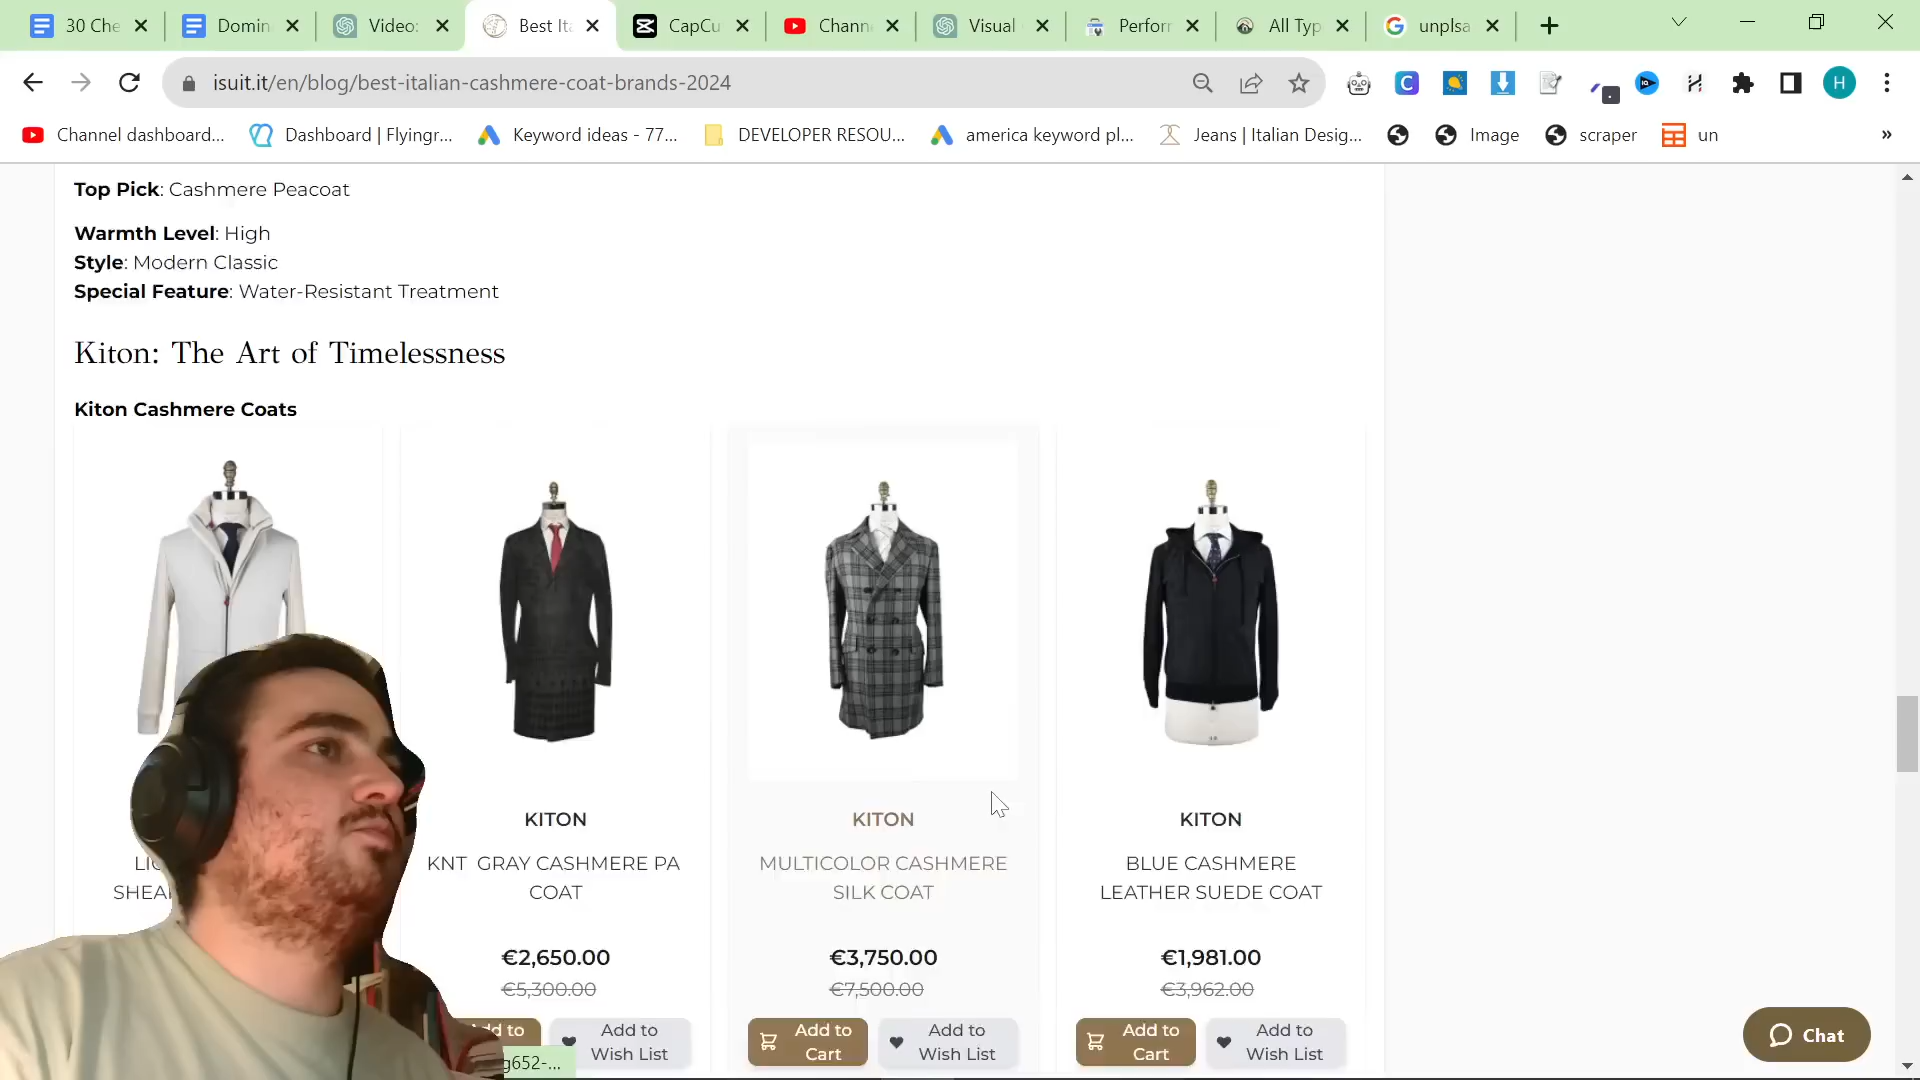 30 Che
Domin
Video:
Best Ita
CapCu
Chann
Visual
Perforr
All Typ
unplsa
isuit.it/en/blog/best-italian-cashmere-coat-brands-2024
H
Channel dashboard...
Dashboard | Flyingr...
Keyword ideas - 77...
DEVELOPER RESOU...
america keyword pl...
Jeans | Italian Desig...
Image
scraper
un
»
Top Pick: Cashmere Peacoat
Warmth Level: High
Style: Modern Classic
Special Feature: Water-Resistant Treatment
Kiton: The Art of Timelessness
Kiton Cashmere Coats
KITON
KITON
KITON
KNT GRAY CASHMERE PA
COAT
MULTICOLOR CASHMERE
SILK COAT
BLUE CASHMERE
LEATHER SUEDE COAT
€2,650.00
€5,300.00
€3,750.00
€7,500.00
€1,981.00
€3,962.00
Add to
Wish List
Add to
Cart
Add to
Wish List
Add to
Cart
Add to
Wish List
Chat
g652-...